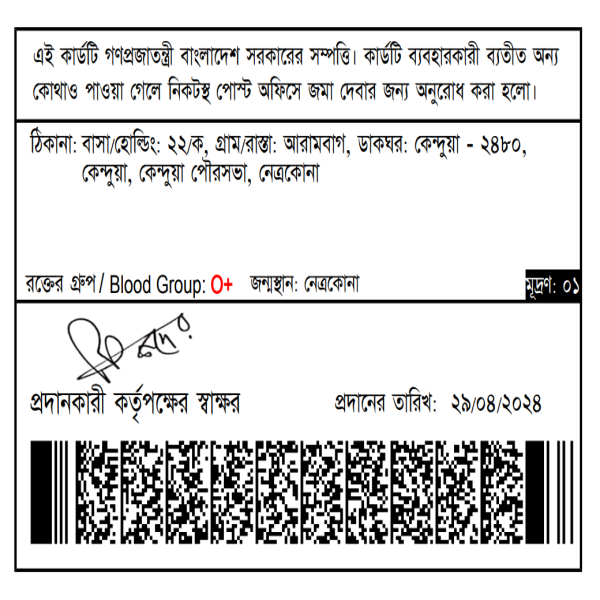 এই কার্ডটি গণপ্রজাতন্ত্রী বাংলাদেশ সরকারের সম্পত্তি। কার্ডটি ব্যবহারকারী ব্যতীত অন্য
কোথাও পাওয়া গেলে নিকটস্থ পোস্ট অফিসে জমা দেবার জন্য অনুরোধ করা হলো।
ঠিকানা: বাসা/হোল্ডিং: ২২/ক, গ্রাম/রাস্তা: আরামবাগ, ডাকঘর: কেন্দুয়া - ২৪৮০,
কেন্দুয়া, কেন্দুয়া পৌরসভা, নেত্রকোনা
রক্তের গ্রুপ / Blood Group: O+ জন্মস্থান: নেত্রকোনা মূদ্রণ: ০১
প্রদানকারী কর্তৃপক্ষের স্বাক্ষর প্রদানের তারিখ: ২৯/০৪/২০২৪